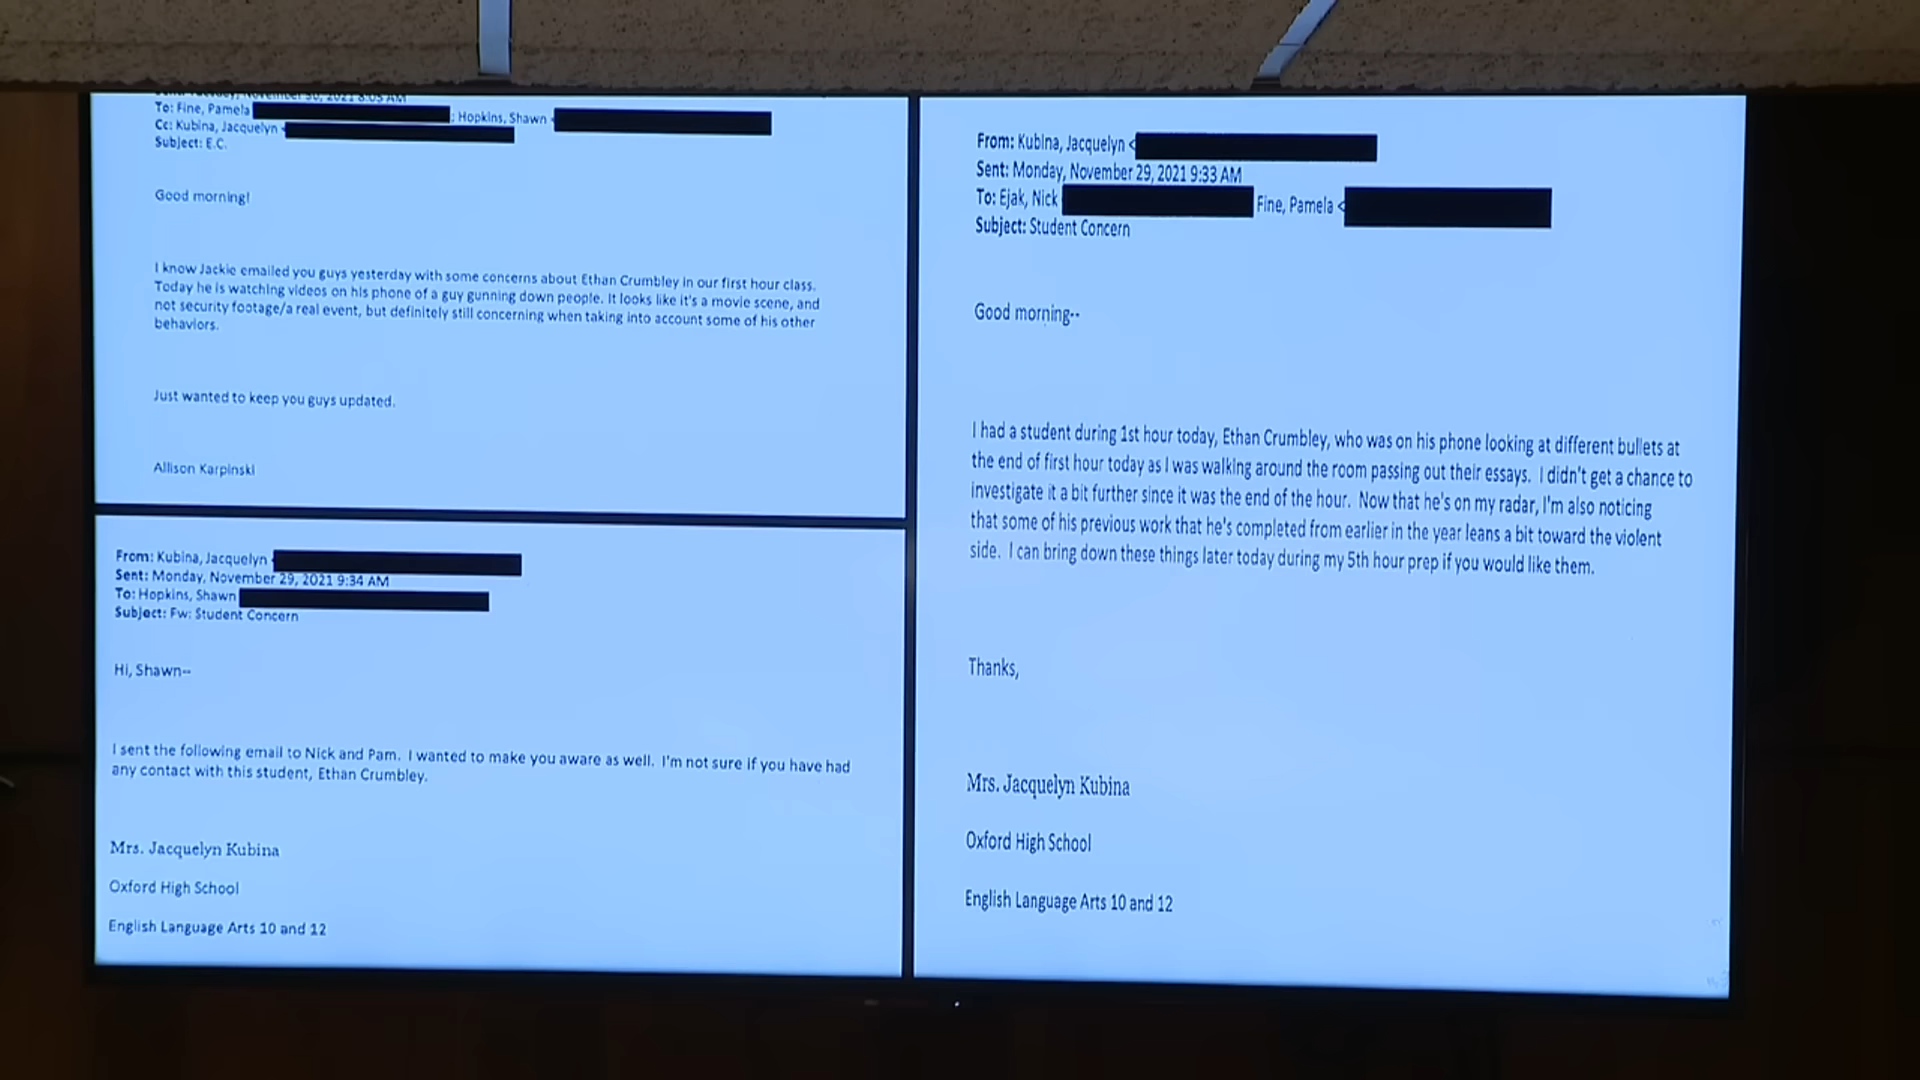 Sent: Tuesday, November 30, 2021 8:05 AM
To: Fine, Pamela ; Hopkins, Shawn <
Cc: Kubina, Jacquelyn <
Subject: E.C.
Good morning!
I know Jackie emailed you guys yesterday with some concerns about Ethan Crumbley in our first hour class.
Today he is watching videos on his phone of a guy gunning down people. It looks like it's a movie scene, and
not security footage/a real event, but definitely still concerning when taking into account some of his other
behaviors.
Just wanted to keep you guys updated.
Allison Karpinski
From: Kubina, Jacquelyn <
Sent: Monday, November 29, 2021 9:34 AM
To: Hopkins, Shawn
Subject: Fw: Student Concern
Hi, Shawn--
I sent the following email to Nick and Pam. I wanted to make you aware as well. I'm not sure if you have had
any contact with this student, Ethan Crumbley.
Mrs. Jacquelyn Kubina
Oxford High School
English Language Arts 10 and 12
From: Kubina, Jacquelyn <
Sent: Monday, November 29, 2021 9:33 AM
To: Ejak, Nick Fine, Pamela <
Subject: Student Concern
Good morning--
I had a student during 1st hour today, Ethan Crumbley, who was on his phone looking at different bullets at
the end of first hour today as I was walking around the room passing out their essays. I didn't get a chance to
investigate it a bit further since it was the end of the hour. Now that he's on my radar, I'm also noticing
that some of his previous work that he's completed from earlier in the year leans a bit toward the violent
side. I can bring down these things later today during my 5th hour prep if you would like them.
Thanks,
Mrs. Jacquelyn Kubina
Oxford High School
English Language Arts 10 and 12